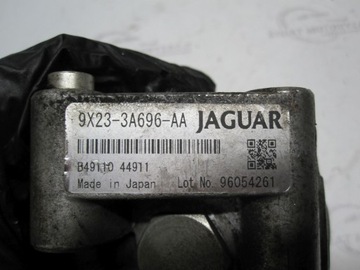 9X23-3A696-AA JAGUAR
B49110 44911
Made in Japan Lot No. 96054261